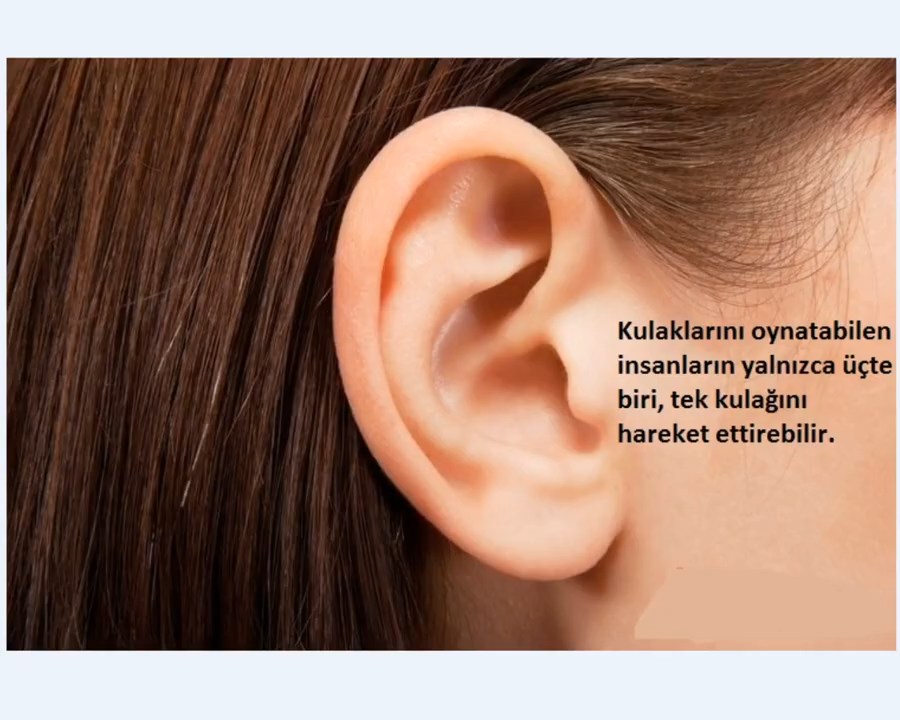 Kulaklarını oynatabilen
insanların yalnızca üçte
biri, tek kulağını
hareket ettirebilir.